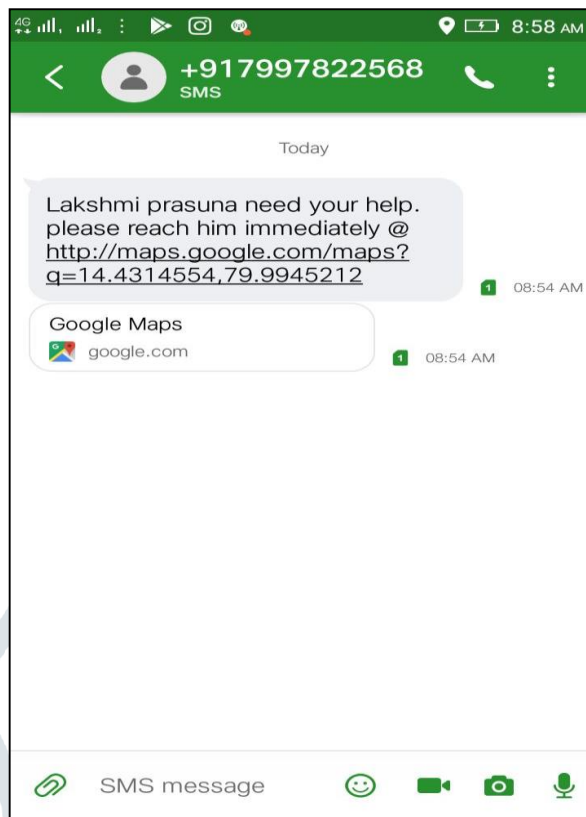 4G 8:58 AM
+917997822568
SMS
Today
Lakshmi prasuna need your help.
please reach him immediately @
http://maps.google.com/maps?
q=14.4314554,79.9945212
1 08:54 AM
Google Maps
google.com
1 08:54 AM
SMS message